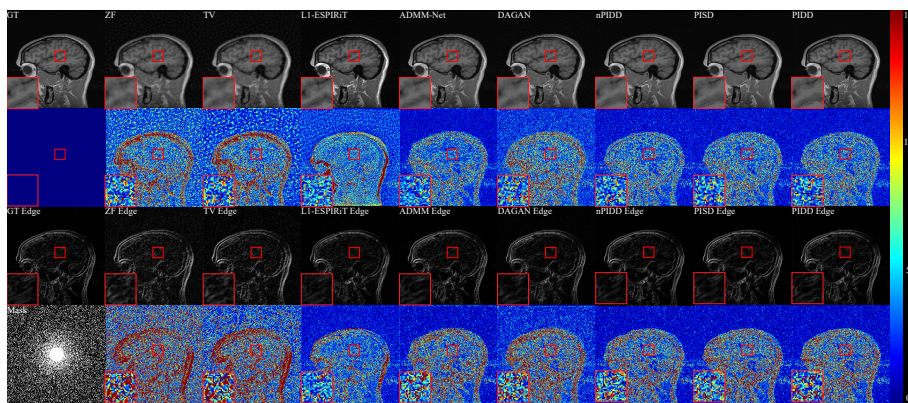 GT ZF TV L1-ESPIRiT ADMM-Net DAGAN nPIDD PISD PIDD
GT Edge ZF Edge TV Edge L1-ESPIRiT Edge ADMM Edge DAGAN Edge nPIDD Edge PISD Edge PIDD Edge
Mask